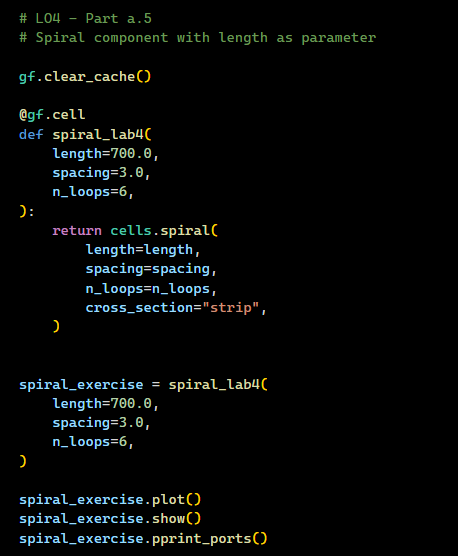 # LO4 - Part a.5
# Spiral component with length as parameter

gf.clear_cache()

@gf.cell
def spiral_lab4(
    length=700.0,
    spacing=3.0,
    n_loops=6,
):
    return cells.spiral(
        length=length,
        spacing=spacing,
        n_loops=n_loops,
        cross_section="strip",
    )


spiral_exercise = spiral_lab4(
    length=700.0,
    spacing=3.0,
    n_loops=6,
)

spiral_exercise.plot()
spiral_exercise.show()
spiral_exercise.pprint_ports()